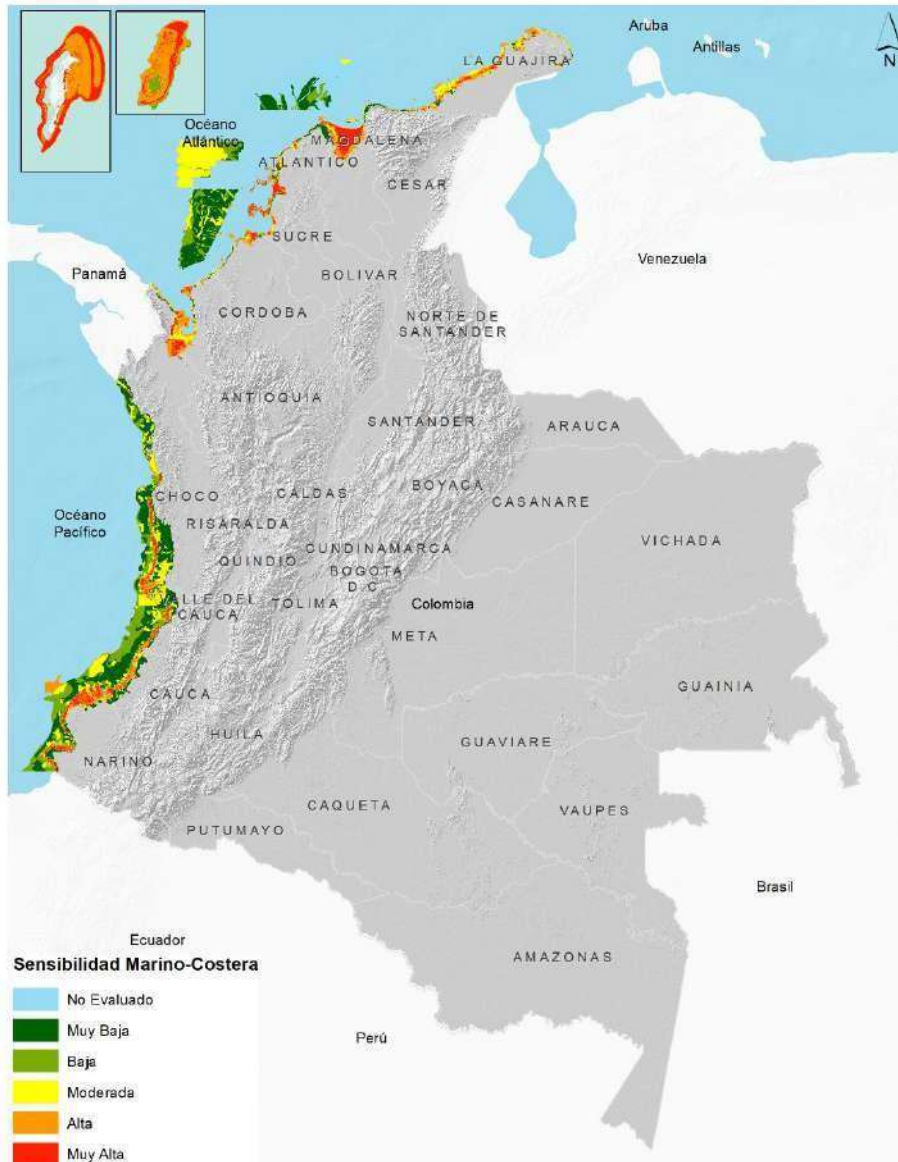 Aruba
Antillas
N
LA GUAJIRA
Océano
Atlántico
MAGDALENA
ATLANTICO
CESAR
SUCRE
Panamá
BOLIVAR
Venezuela
CORDOBA
NORTE DE
SANTANDER
ANTIOQUIA
SANTANDER
ARAUCA
CHOCO
CALDAS
BOYACA
CASANARE
Océano
Pacífico
RISARALDA
VICHADA
QUINDIO
CUNDINAMARCA
BOGOTA
D.C
ALLE DEL
CAUCA
TOLIMA
Colombia
META
CAUCA
GUAINIA
HUILA
GUAVIARE
NARIÑO
CAQUETA
VAUPES
PUTUMAYO
Brasil
Ecuador
AMAZONAS
Perú
Sensibilidad Marino-Costera
No Evaluado
Muy Baja
Baja
Moderada
Alta
Muy Alta